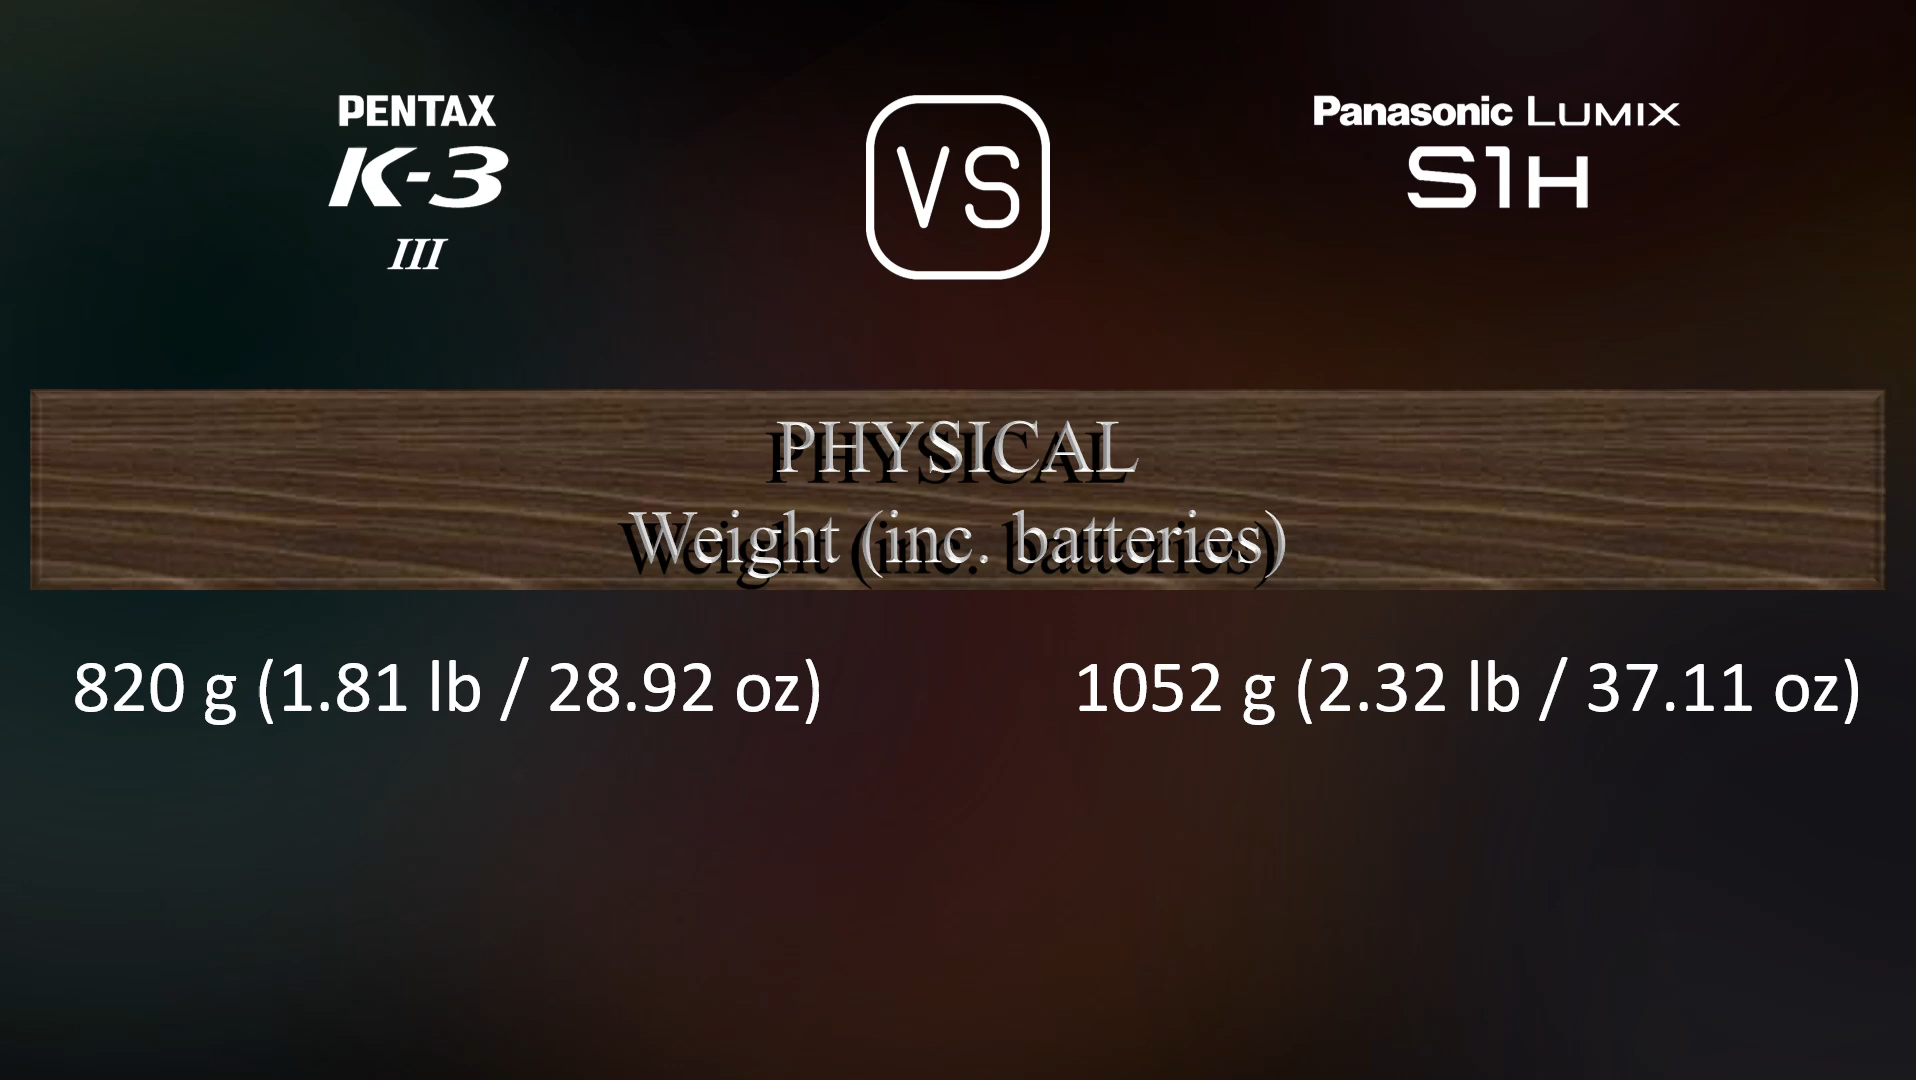 PENTAX
K-3
III
VS
Panasonic LUMIX
S1H
PHYSICAL
Weight (inc. batteries)
820 g (1.81 lb / 28.92 oz)
1052 g (2.32 lb / 37.11 oz)